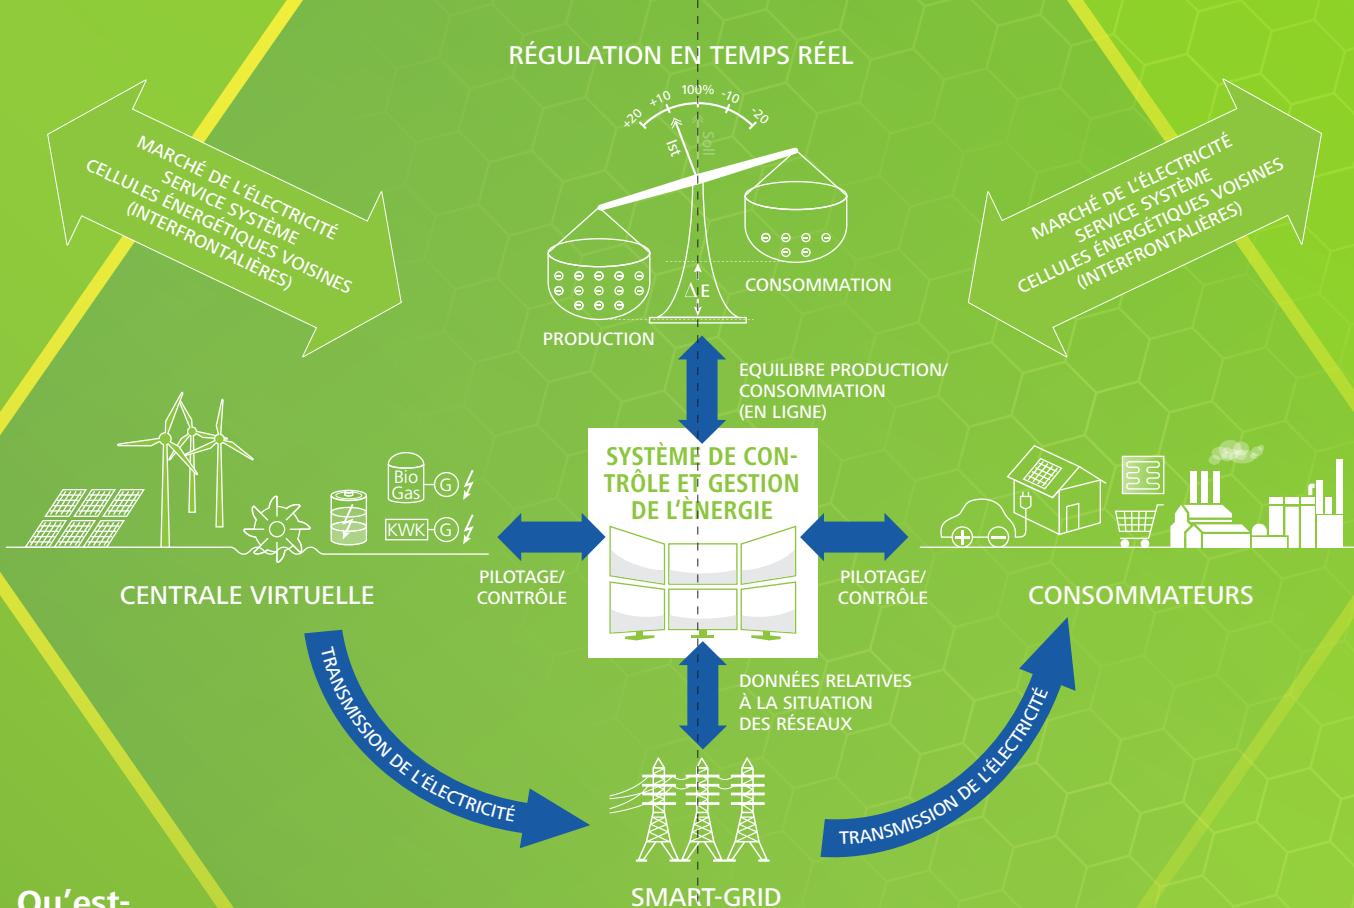 RÉGULATION EN TEMPS RÉEL
+20
+10
100%
-10
-20
Ist
Soll
MARCHÉ DE L'ÉLECTRICITÉ
SERVICE SYSTÈME
CELLULES ÉNERGÉTIQUES VOISINES
(INTERFRONTALIÈRES)
MARCHÉ DE L'ÉLECTRICITÉ
SERVICE SYSTÈME
CELLULES ÉNERGÉTIQUES VOISINES
(INTERFRONTALIÈRES)
ΔE
CONSOMMATION
PRODUCTION
EQUILIBRE PRODUCTION/
CONSOMMATION
(EN LIGNE)
SYSTÈME DE CON-
TRÔLE ET GESTION
DE L'ÉNERGIE
Bio
Gas
G
KWK
G
PILOTAGE/
CONTRÔLE
PILOTAGE/
CONTRÔLE
CENTRALE VIRTUELLE
CONSOMMATEURS
TRANSMISSION DE L'ÉLECTRICITÉ
DONNÉES RELATIVES
À LA SITUATION
DES RÉSEAUX
TRANSMISSION DE L'ÉLECTRICITÉ
SMART-GRID
Qu'est-